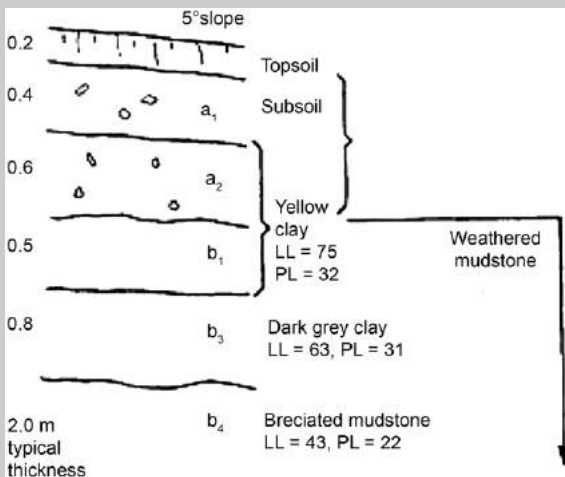 5°slope
0.2
Topsoil
0.4
a₁
Subsoil
0.6
a₂
Yellow
clay
LL = 75
PL = 32
Weathered
mudstone
0.5
b₁
0.8
b₃
Dark grey clay
LL = 63, PL = 31
2.0 m
typical
thickness
b₄
Breciated mudstone
LL = 43, PL = 22